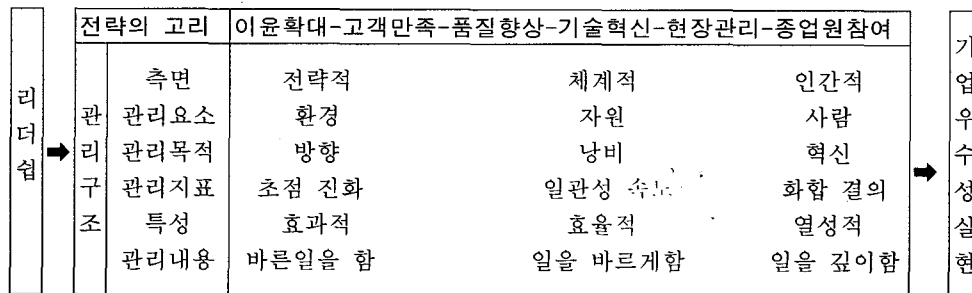 리더쉽
전략의 고리 이윤확대-고객만족-품질향상-기술혁신-현장관리-종업원참여
관리구조
측면 전략적 체계적 인간적
관리요소 환경 자원 사람
관리목적 방향 낭비 혁신
관리지표 초점 진화 일관성 화합 결의
특성 효과적 효율적 열성적
관리내용 바른일을 함 일을 바르게함 일을 깊이함
기업우수성실현